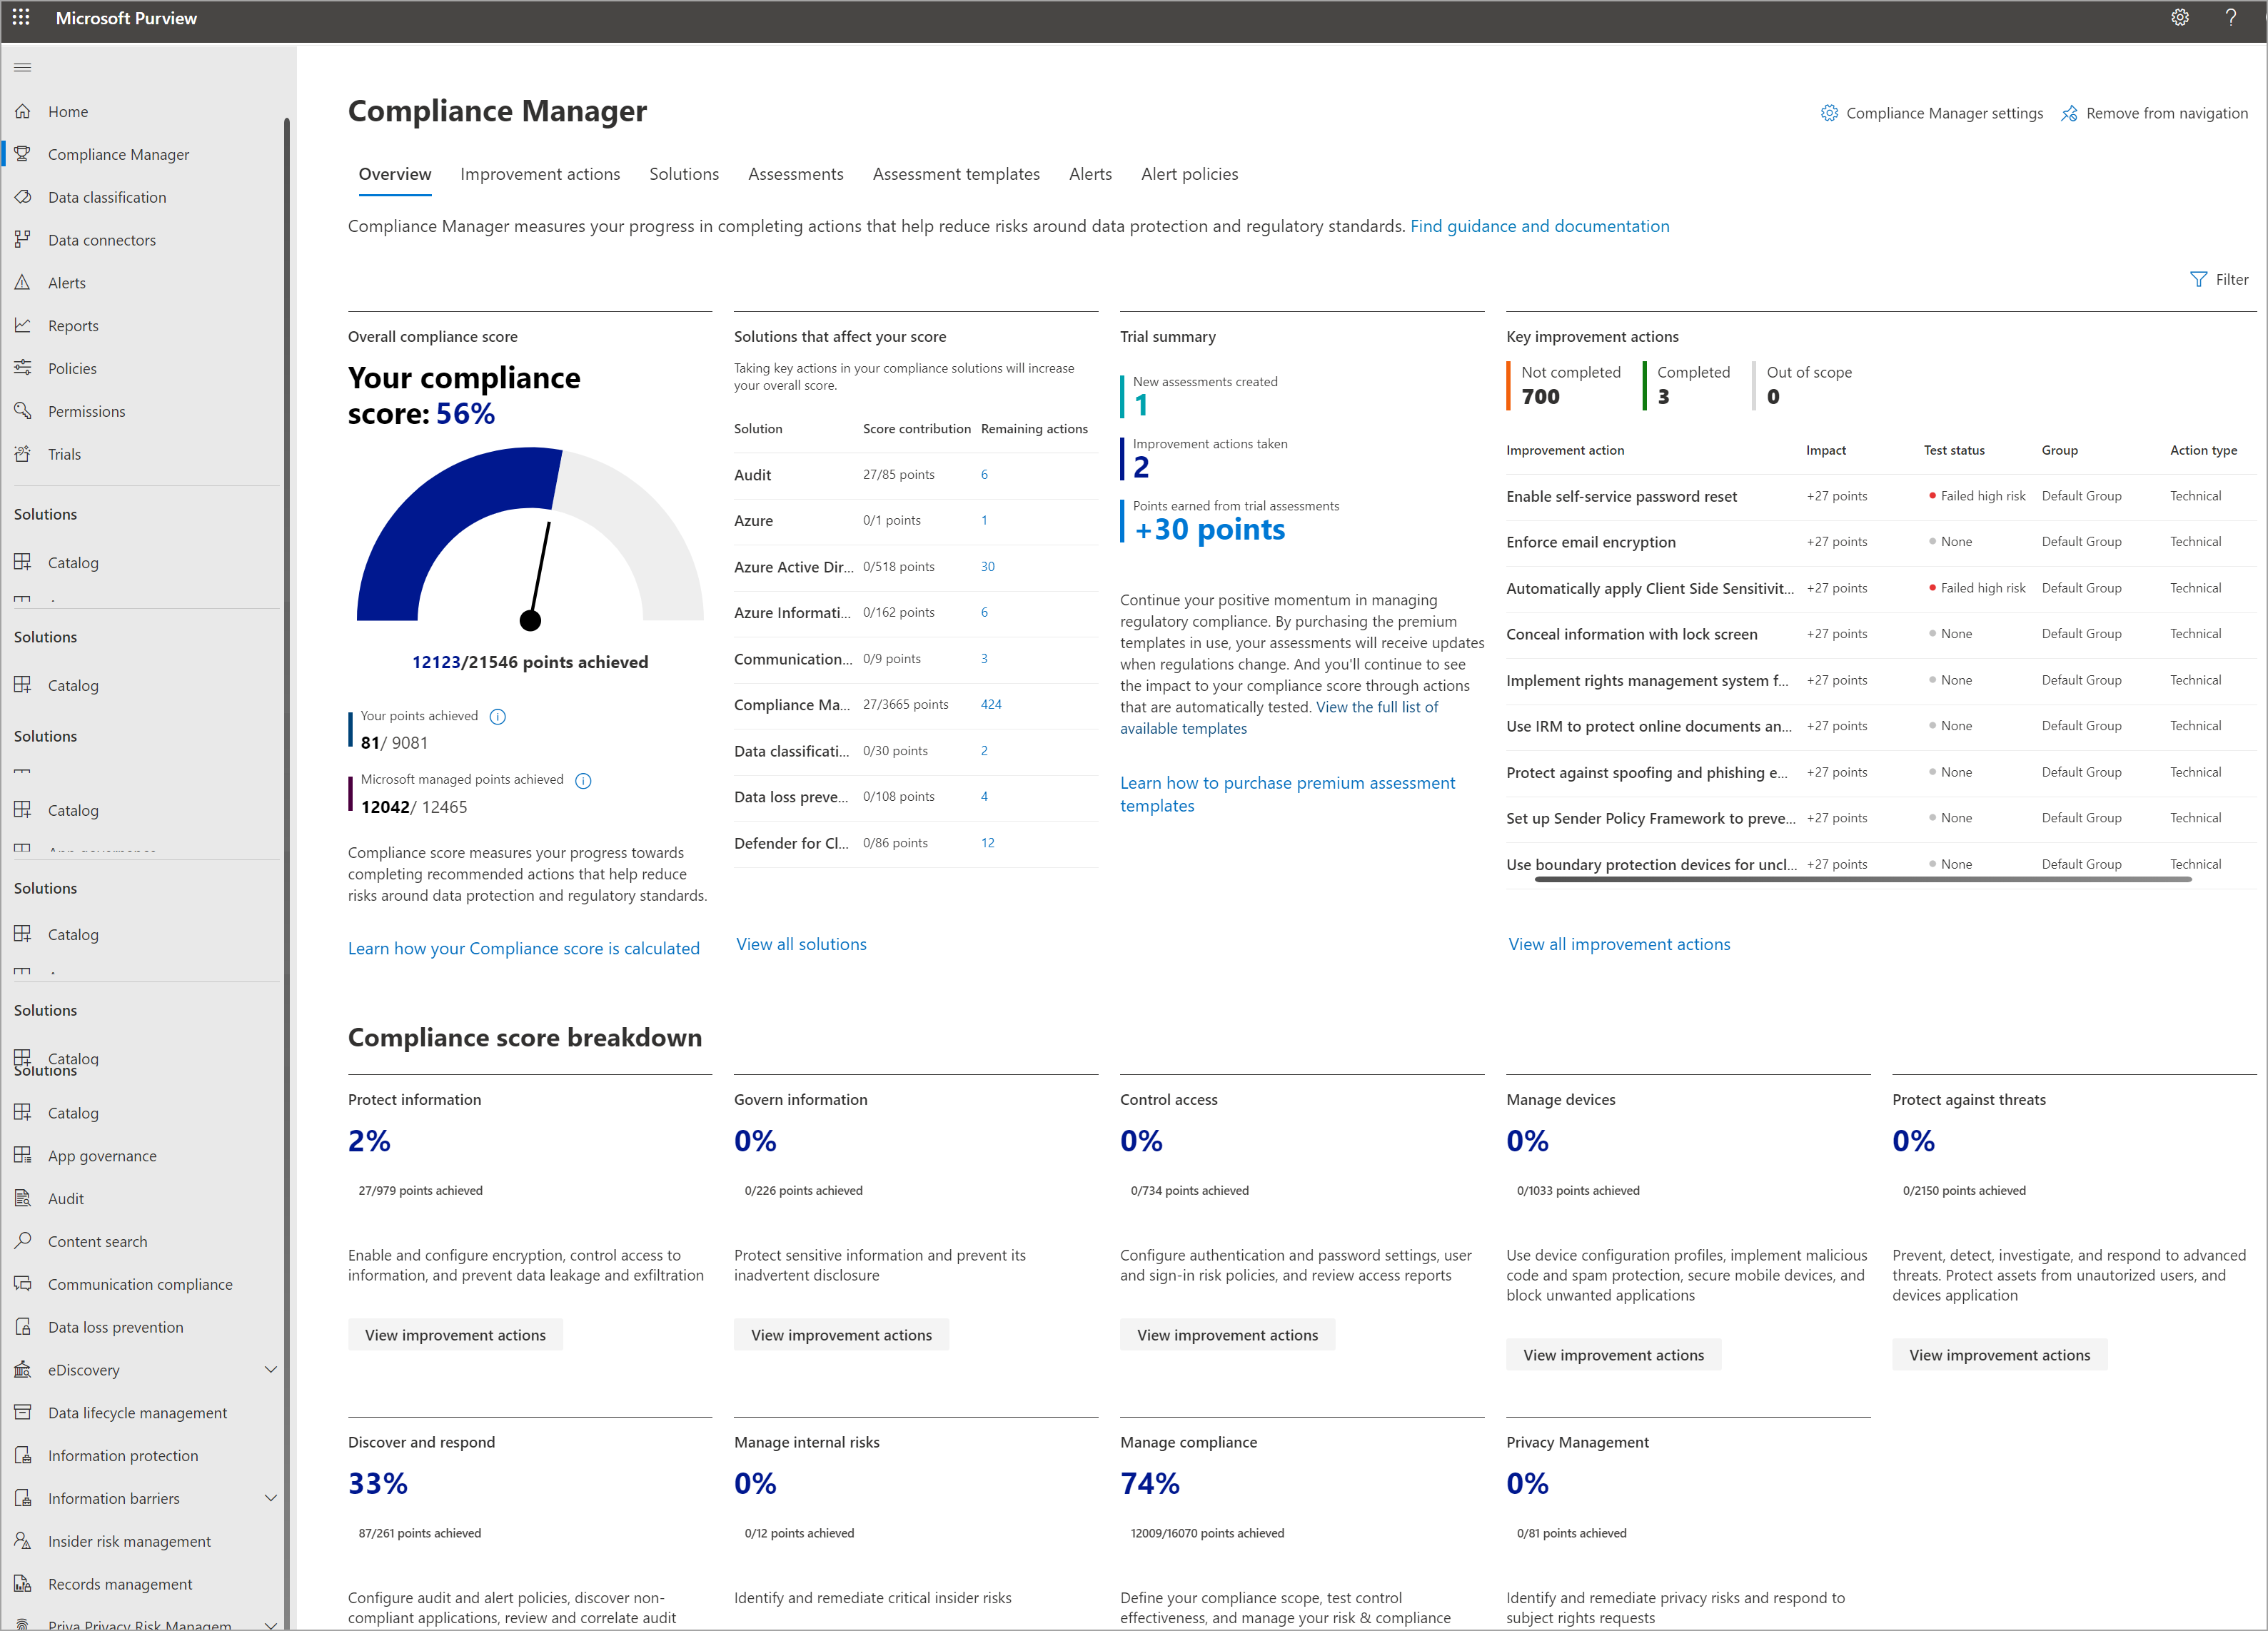 Microsoft Purview
?
Home
Compliance Manager
Data classification
Data connectors
Alerts
Reports
Policies
Permissions
Trials
Solutions
Catalog
Solutions
Catalog
Solutions
Catalog
Solutions
Catalog
Solutions
Catalog
Solutions
Catalog
App governance
Audit
Content search
Communication compliance
Data loss prevention
eDiscovery
Data lifecycle management
Information protection
Information barriers
Insider risk management
Records management
Priva Privacy Risk Managem
Compliance Manager
Compliance Manager settings
Remove from navigation
Overview Improvement actions Solutions Assessments Assessment templates Alerts Alert policies
Compliance Manager measures your progress in completing actions that help reduce risks around data protection and regulatory standards. Find guidance and documentation
Filter
Overall compliance score
Your compliance
score: 56%
12123/21546 points achieved
Your points achieved
81/ 9081
Microsoft managed points achieved
12042/ 12465
Compliance score measures your progress towards
completing recommended actions that help reduce
risks around data protection and regulatory standards.
Learn how your Compliance score is calculated
Solutions that affect your score
Taking key actions in your compliance solutions will increase
your overall score.
Solution Score contribution Remaining actions
Audit 27/85 points 6
Azure 0/1 points 1
Azure Active Dir... 0/518 points 30
Azure Informati... 0/162 points 6
Communication... 0/9 points 3
Compliance Ma... 27/3665 points 424
Data classificati... 0/30 points 2
Data loss preve... 0/108 points 4
Defender for Cl... 0/86 points 12
View all solutions
Trial summary
New assessments created
1
Improvement actions taken
2
Points earned from trial assessments
+30 points
Continue your positive momentum in managing
regulatory compliance. By purchasing the premium
templates in use, your assessments will receive updates
when regulations change. And you'll continue to see
the impact to your compliance score through actions
that are automatically tested. View the full list of
available templates
Learn how to purchase premium assessment
templates
Key improvement actions
Not completed Completed Out of scope
700 3 0
Improvement action Impact Test status Group Action type
Enable self-service password reset +27 points Failed high risk Default Group Technical
Enforce email encryption +27 points None Default Group Technical
Automatically apply Client Side Sensitivit... +27 points Failed high risk Default Group Technical
Conceal information with lock screen +27 points None Default Group Technical
Implement rights management system f... +27 points None Default Group Technical
Use IRM to protect online documents an... +27 points None Default Group Technical
Protect against spoofing and phishing e... +27 points None Default Group Technical
Set up Sender Policy Framework to preve... +27 points None Default Group Technical
Use boundary protection devices for uncl... +27 points None Default Group Technical
View all improvement actions
Compliance score breakdown
Protect information
2%
27/979 points achieved
Enable and configure encryption, control access to
information, and prevent data leakage and exfiltration
View improvement actions
Govern information
0%
0/226 points achieved
Protect sensitive information and prevent its
inadvertent disclosure
View improvement actions
Control access
0%
0/734 points achieved
Configure authentication and password settings, user
and sign-in risk policies, and review access reports
View improvement actions
Manage devices
0%
0/1033 points achieved
Use device configuration profiles, implement malicious
code and spam protection, secure mobile devices, and
block unwanted applications
View improvement actions
Protect against threats
0%
0/2150 points achieved
Prevent, detect, investigate, and respond to advanced
threats. Protect assets from unautorized users, and
devices application
View improvement actions
Discover and respond
33%
87/261 points achieved
Configure audit and alert policies, discover non-
compliant applications, review and correlate audit
Manage internal risks
0%
0/12 points achieved
Identify and remediate critical insider risks
Manage compliance
74%
12009/16070 points achieved
Define your compliance scope, test control
effectiveness, and manage your risk & compliance
Privacy Management
0%
0/81 points achieved
Identify and remediate privacy risks and respond to
subject rights requests